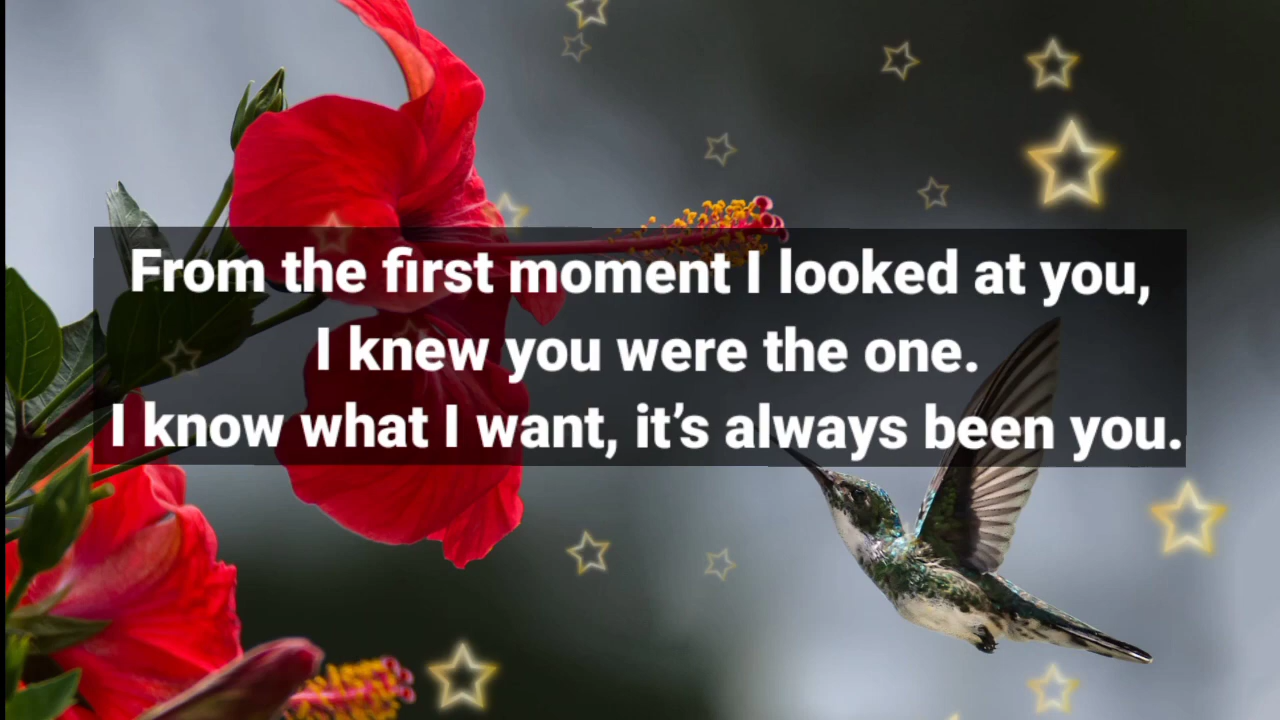 From the first moment I looked at you,
I knew you were the one.
I know what I want, it’s always been you.